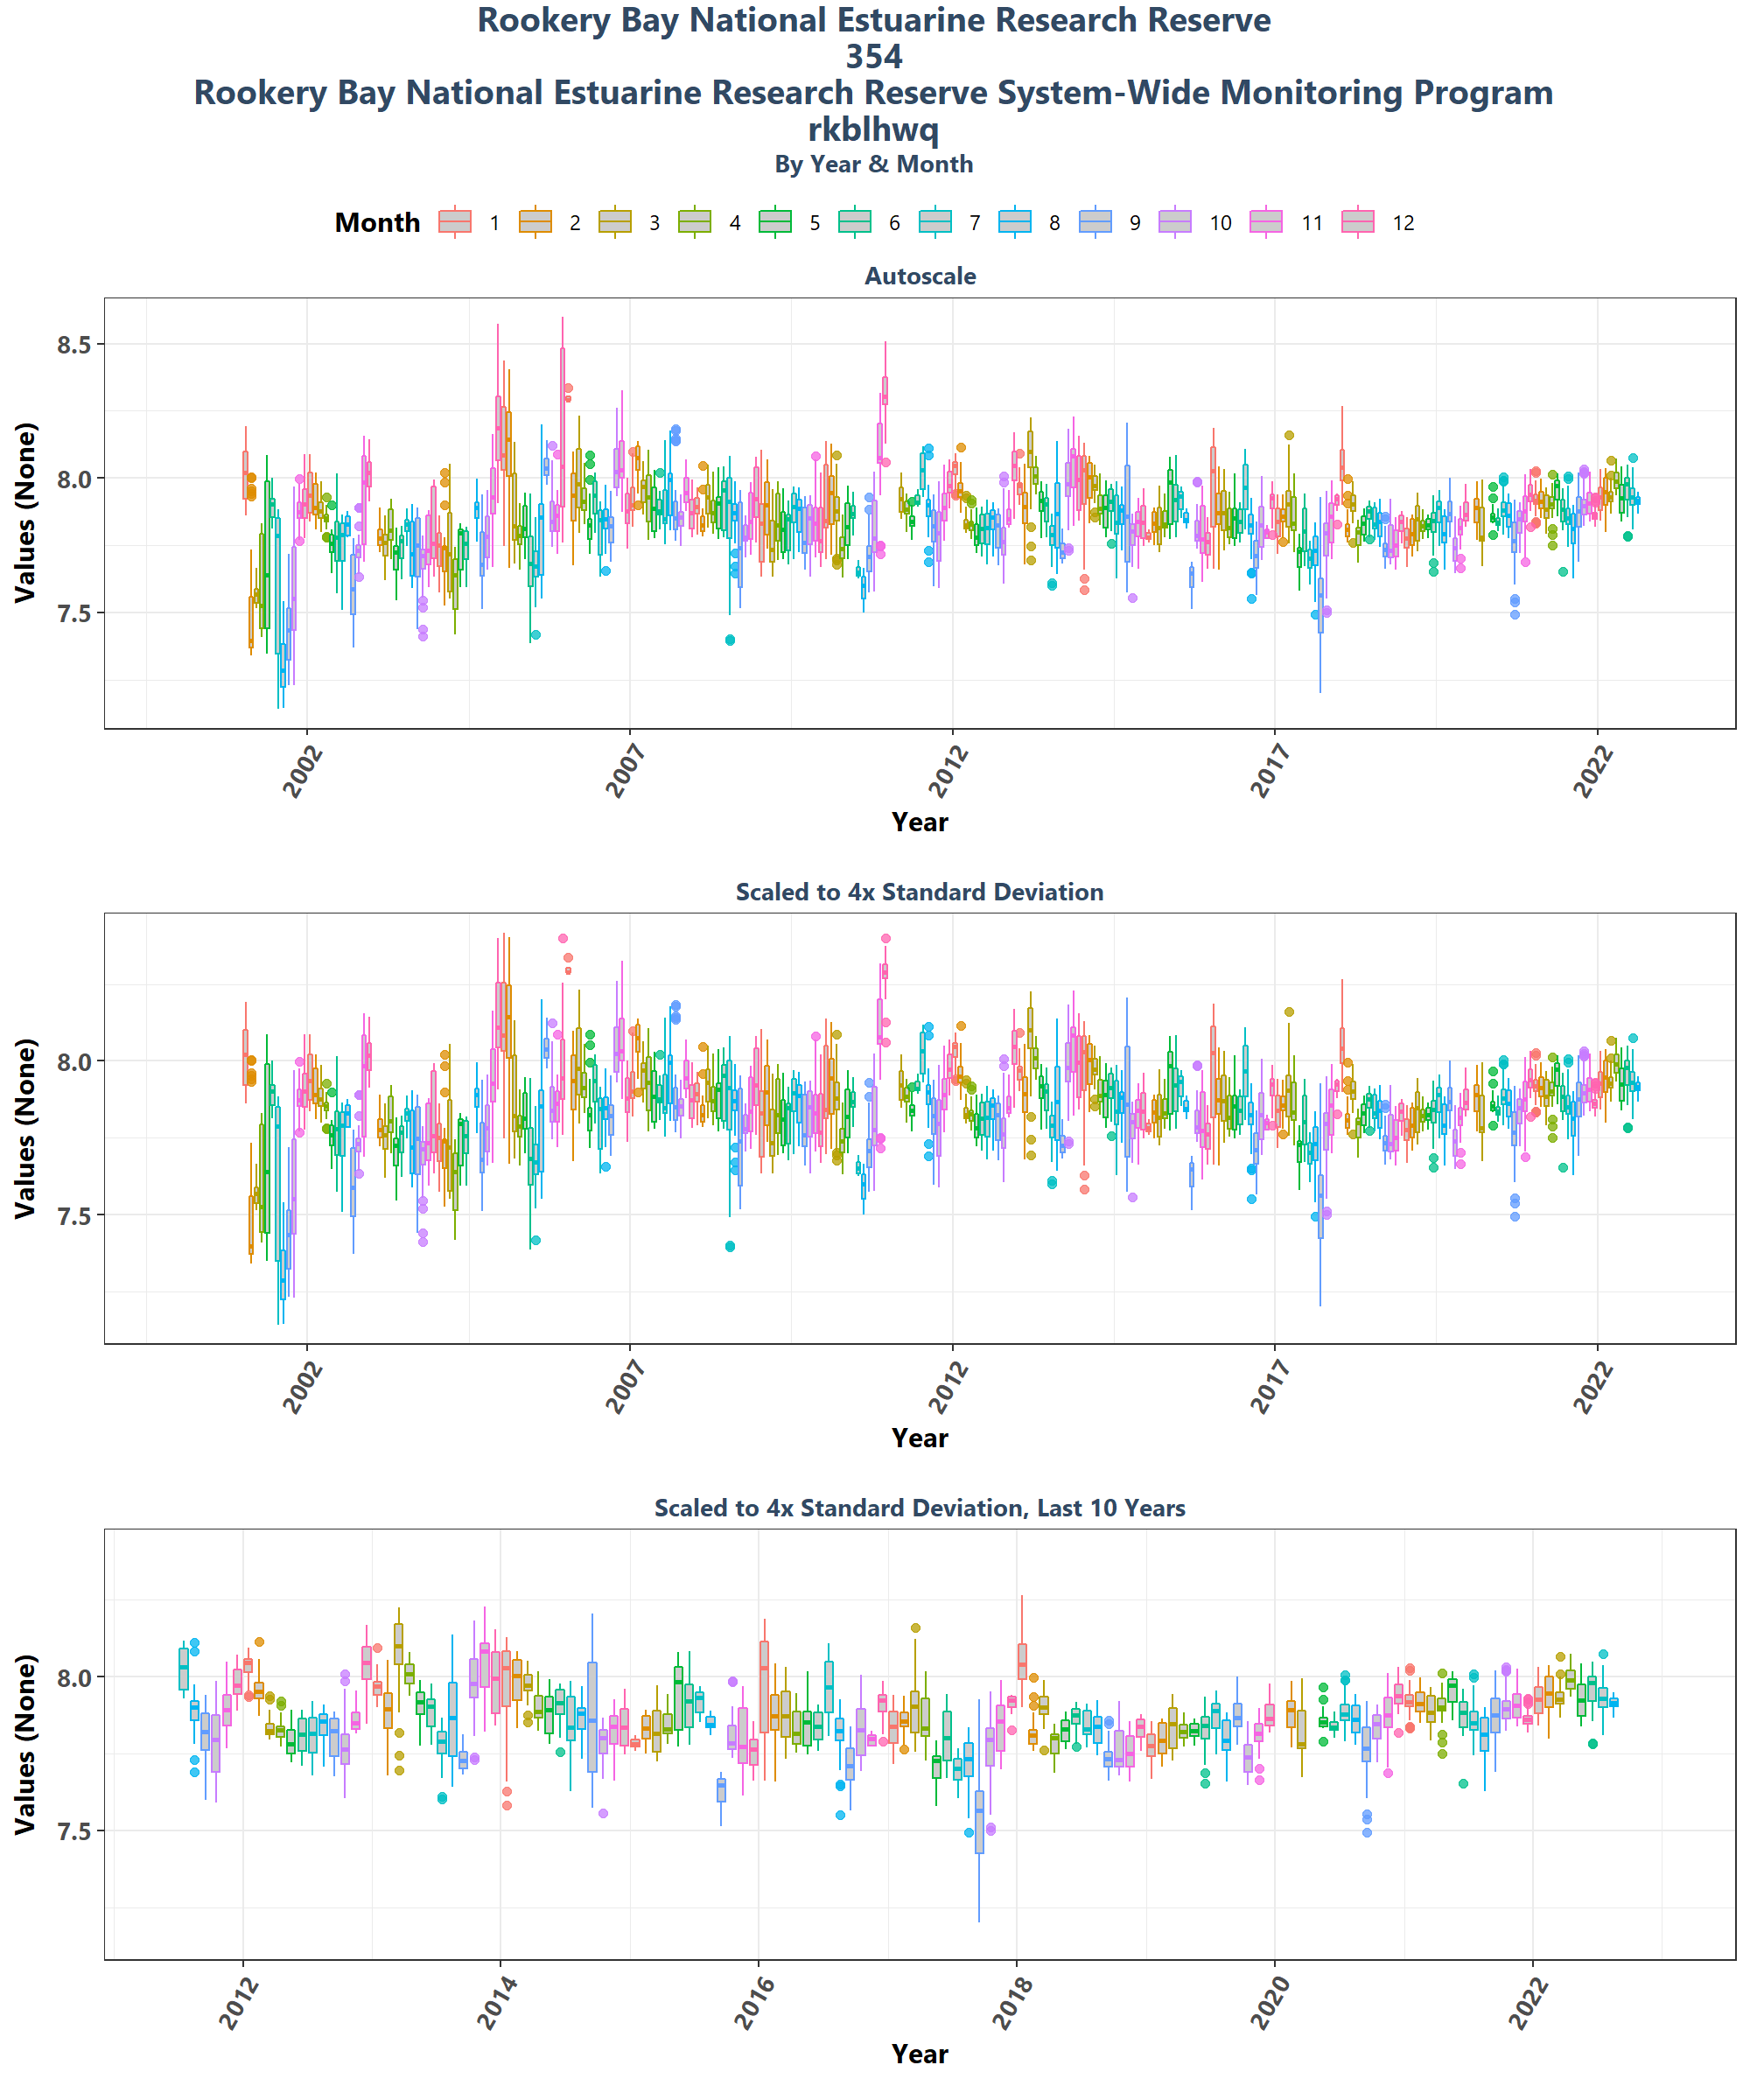 Rookery Bay National Estuarine Research Reserve
354
Rookery Bay National Estuarine Research Reserve System-Wide Monitoring Program
rkblhwq
By Year & Month
Month 1 2 3 4 5 6 7 8 9 10 11 12
Autoscale
Values (None)
8.5
8.0
7.5
2002 2007 2012 2017 2022
Year
Scaled to 4x Standard Deviation
Values (None)
8.0
7.5
2002 2007 2012 2017 2022
Year
Scaled to 4x Standard Deviation, Last 10 Years
Values (None)
8.0
7.5
2012 2014 2016 2018 2020 2022
Year